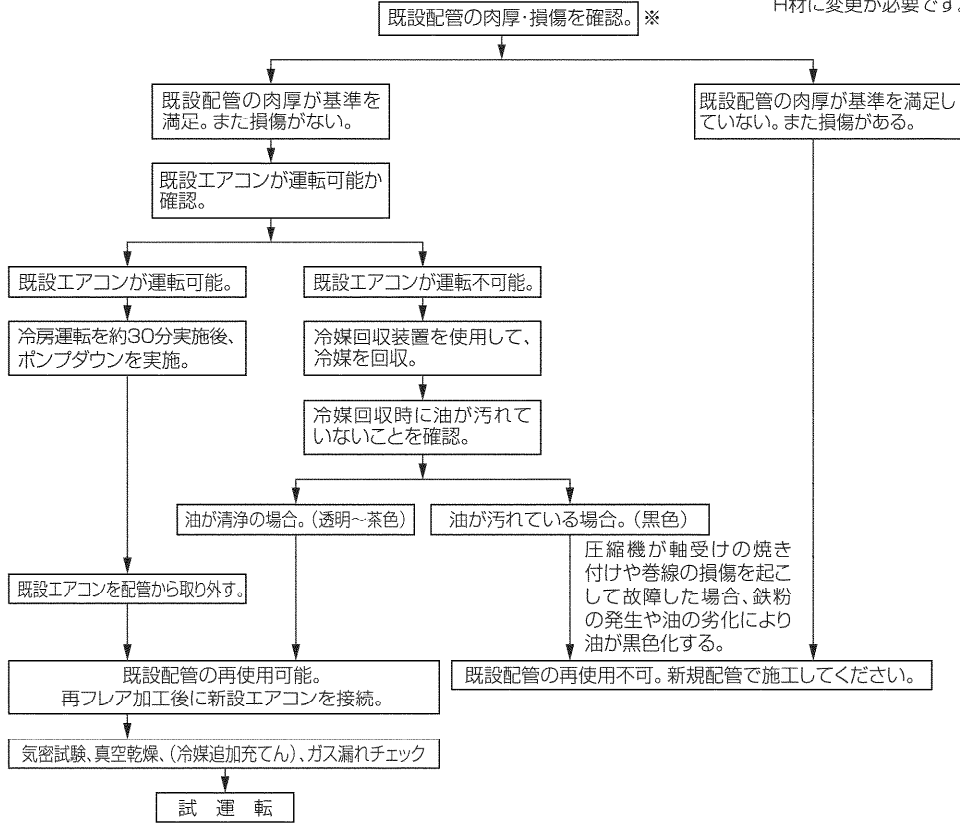 既設配管の肉厚・損傷を確認。※
H材に変更が必要です。
既設配管の肉厚が基準を
満足。また損傷がない。
既設配管の肉厚が基準を満足し
ていない。また損傷がある。
既設エアコンが運転可能か
確認。
既設エアコンが運転可能。
既設エアコンが運転不可能。
冷房運転を約30分実施後、
ポンプダウンを実施。
冷媒回収装置を使用して、
冷媒を回収。
冷媒回収時に油が汚れて
いないことを確認。
油が清浄の場合。(透明~茶色)
油が汚れている場合。(黒色)
圧縮機が軸受けの焼き
付けや巻線の損傷を起こ
して故障した場合、鉄粉
の発生や油の劣化により
油が黒色化する。
既設エアコンを配管から取り外す。
既設配管の再使用可能。
再フレア加工後に新設エアコンを接続。
既設配管の再使用不可。新規配管で施工してください。
気密試験、真空乾燥、(冷媒追加充てん)、ガス漏れチェック
試 運 転